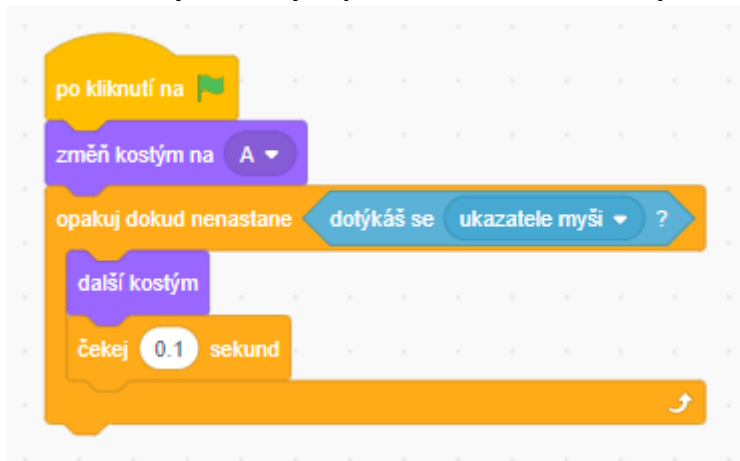 po kliknutí na
změň kostým na A
opakuj dokud nenastane dotýkáš se ukazatele myši ?
další kostým
čekej 0.1 sekund